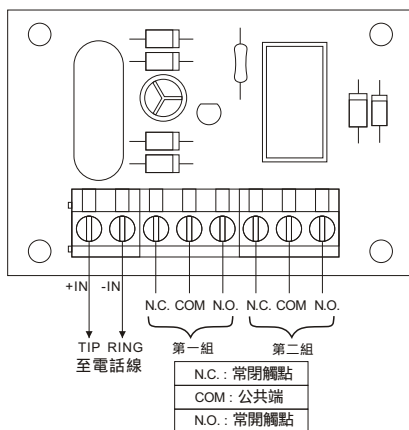 +IN -IN
N.C. COM N.O. N.C. COM N.O.
TIP RING
至電話線
第一組 第二組
N.C. : 常閉觸點
COM : 公共端
N.O. : 常開觸點